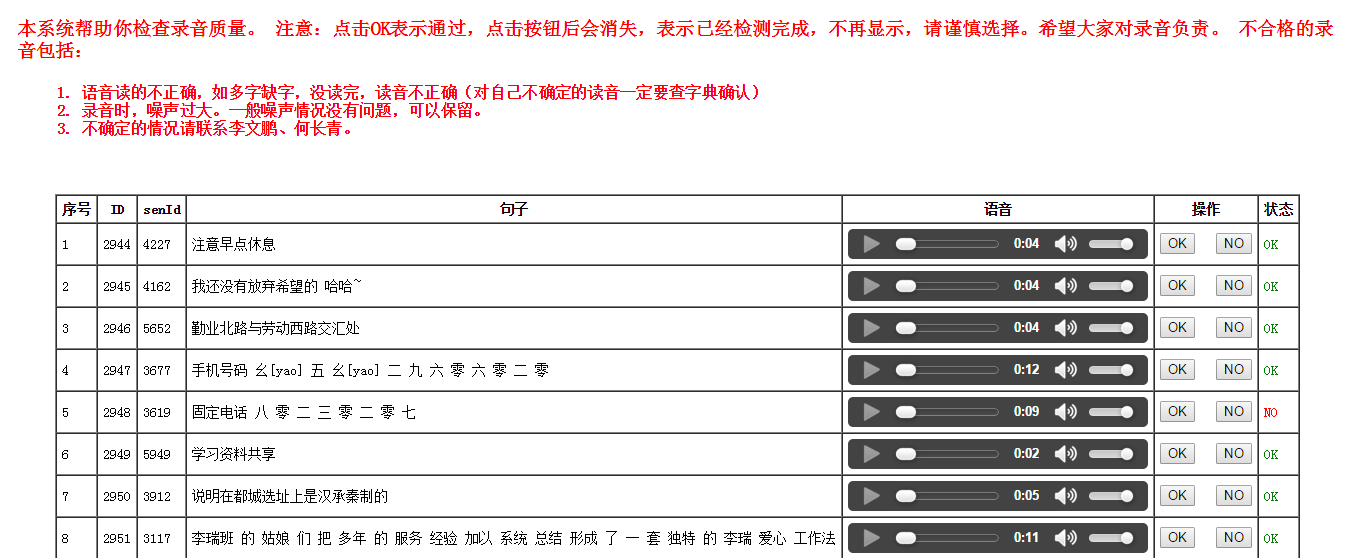 本系统帮助你检查录音质量。 注意：点击OK表示通过，点击按钮后会消失，表示已经检测完成，不再显示，请谨慎选择。希望大家对录音负责。 不合格的录
音包括：
1. 语音读的不正确，如多字缺字，没读完，读音不正确（对自己不确定的读音一定要查字典确认）
2. 录音时，噪声过大。一般噪声情况没有问题，可以保留。
3. 不确定的情况请联系李文鹏、何长青。
序号 ID senId 句子 语音 操作 状态
1 2944 4227 注意早点休息 0:04 OK NO OK
2 2945 4162 我还没有放弃希望的 哈哈~ 0:04 OK NO OK
3 2946 5652 勤业北路与劳动西路交汇处 0:04 OK NO OK
4 2947 3677 手机号码 幺[yao] 五 幺[yao] 二 九 六 零 六 零 二 零 0:12 OK NO OK
5 2948 3619 固定电话 八 零 二 三 零 二 零 七 0:09 OK NO NO
6 2949 5949 学习资料共享 0:02 OK NO OK
7 2950 3912 说明在都城选址上是汉承秦制的 0:05 OK NO OK
8 2951 3117 李瑞班 的 姑娘 们 把 多年 的 服务 经验 加以 系统 总结 形成 了 一 套 独特 的 李瑞 爱心 工作法 0:11 OK NO OK